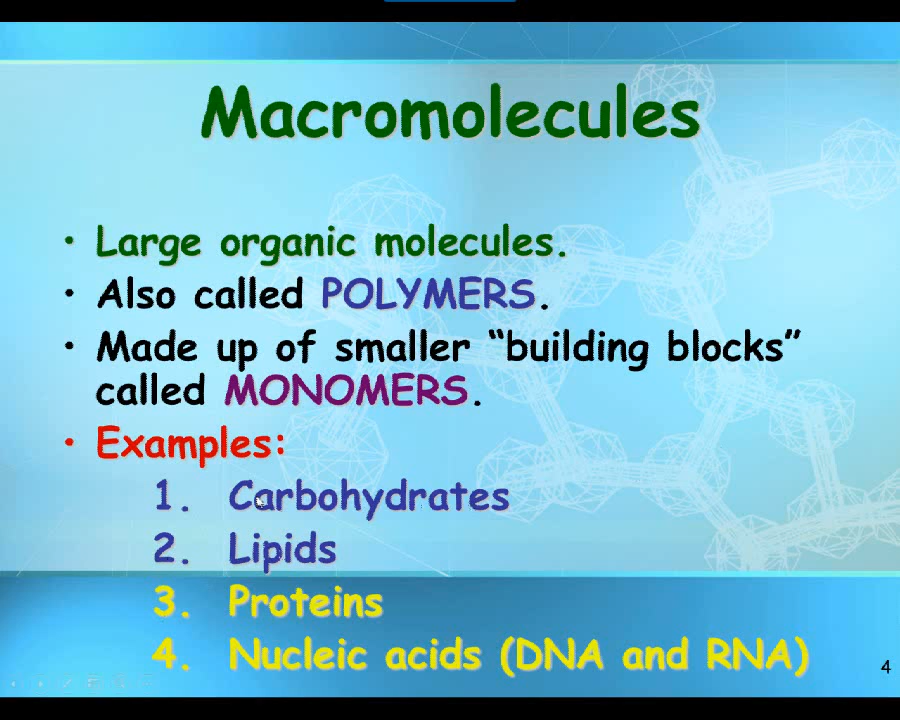 Macromolecules
• Large organic molecules.
• Also called POLYMERS.
• Made up of smaller “building blocks”
called MONOMERS.
• Examples:
1. Carbohydrates
2. Lipids
3. Proteins
4. Nucleic acids (DNA and RNA)
4